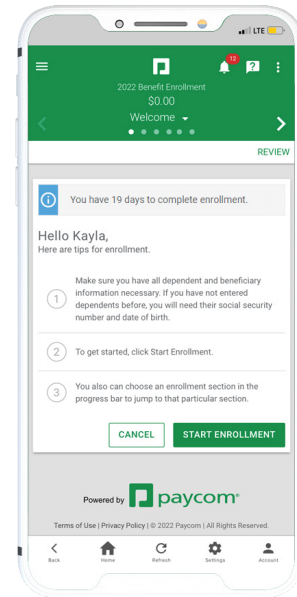 LTE
12
2022 Benefit Enrollment
$0.00
Welcome
REVIEW
You have 19 days to complete enrollment.
Hello Kayla,
Here are tips for enrollment.
1
Make sure you have all dependent and beneficiary
information necessary. If you have not entered
dependents before, you will need their social security
number and date of birth.
2
To get started, click Start Enrollment.
3
You also can choose an enrollment section in the
progress bar to jump to that particular section.
CANCEL
START ENROLLMENT
Powered by paycom®
Terms of Use | Privacy Policy | © 2022 Paycom | All Rights Reserved.
Back
Home
Refresh
Settings
Account